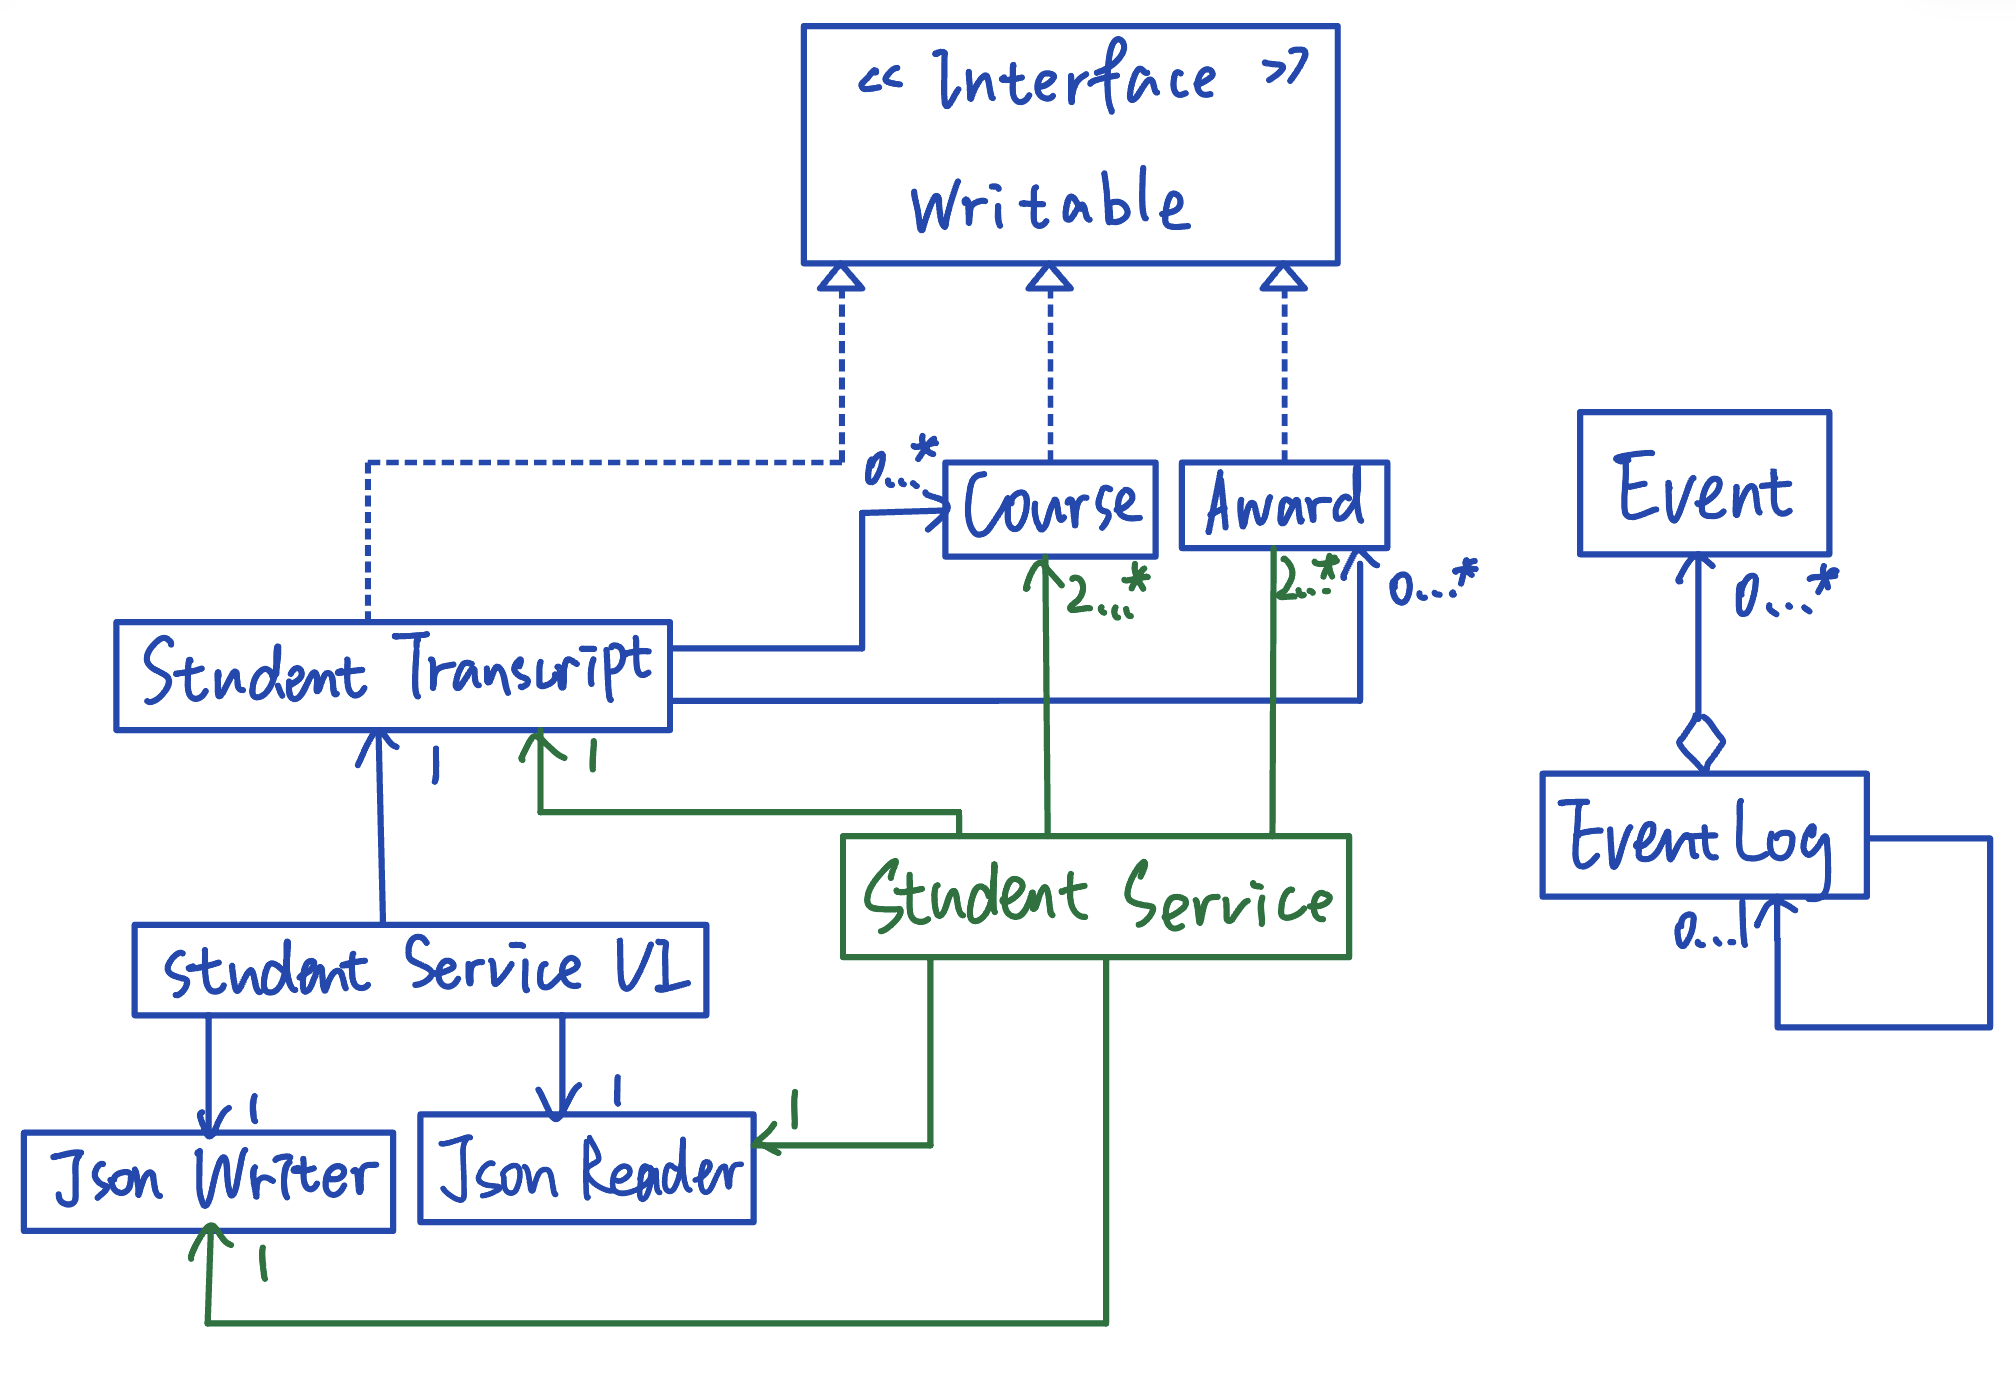 << Interface >>
Writable
0...*
Course
Award
Event
2...*
2...*
0...*
0...*
Student Transcript
1
1
Event Log
Student Service
0...1
Student Service UI
1
1
1
Json Writer
Json Reader
1